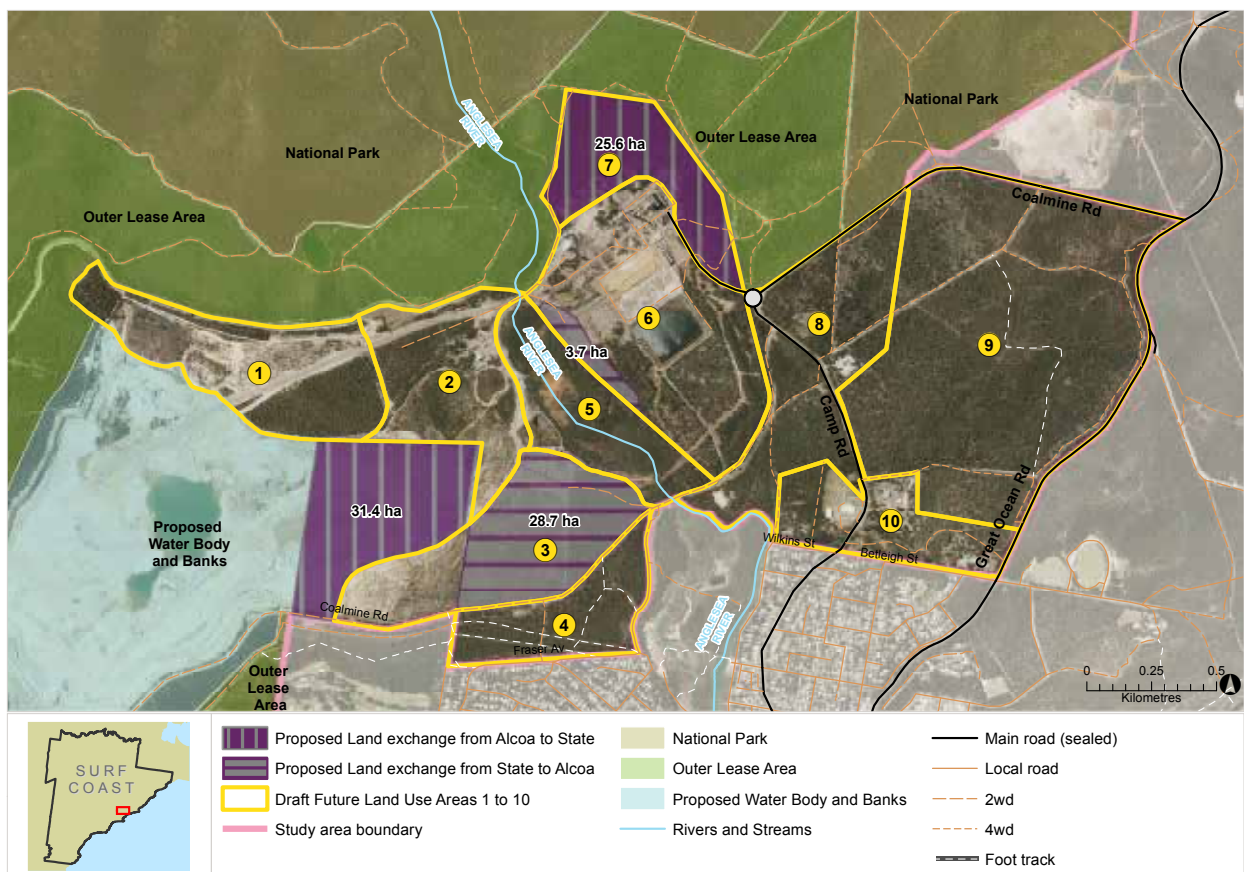 ANGLESEA
RIVER
National Park
National Park
Outer Lease Area
25.6 ha
7
Coalmine Rd
Outer Lease Area
6
8
9
ANGLESEA
RIVER
3.7 ha
1
2
5
Camp Rd
31.4 ha
28.7 ha
3
Proposed
Water Body
and Banks
10
Great Ocean Rd
Wilkins St
Betleigh St
Coalmine Rd
4
Fraser Av
ANGLESEA
RIVER
Outer
Lease
Area
0 0.25 0.5
Kilometres
SURF
COAST
Proposed Land exchange from Alcoa to State
Proposed Land exchange from State to Alcoa
Draft Future Land Use Areas 1 to 10
Study area boundary
National Park
Outer Lease Area
Proposed Water Body and Banks
Rivers and Streams
Main road (sealed)
Local road
2wd
4wd
Foot track